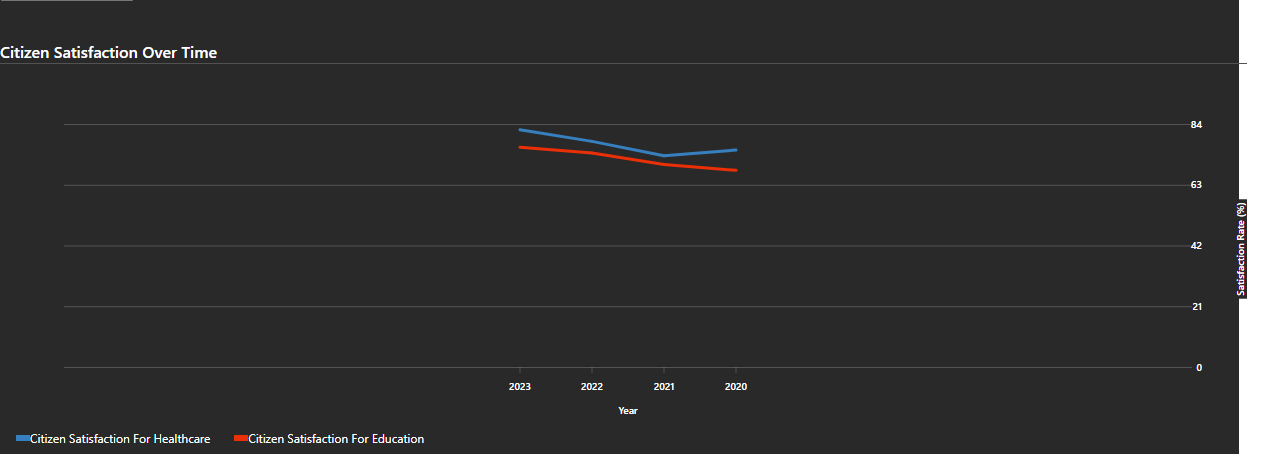 Citizen Satisfaction Over Time
84
63
42
21
0
Satisfaction Rate (%)
2023 2022 2021 2020
Year
Citizen Satisfaction For Healthcare Citizen Satisfaction For Education